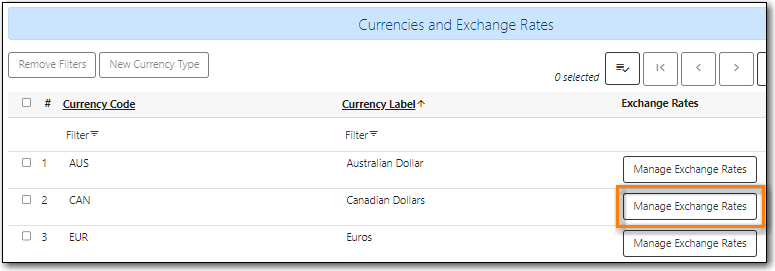 Currencies and Exchange Rates
Remove Filters New Currency Type
0 selected
# Currency Code Currency Label Exchange Rates
Filter Filter
1 AUS Australian Dollar Manage Exchange Rates
2 CAN Canadian Dollars Manage Exchange Rates
3 EUR Euros Manage Exchange Rates